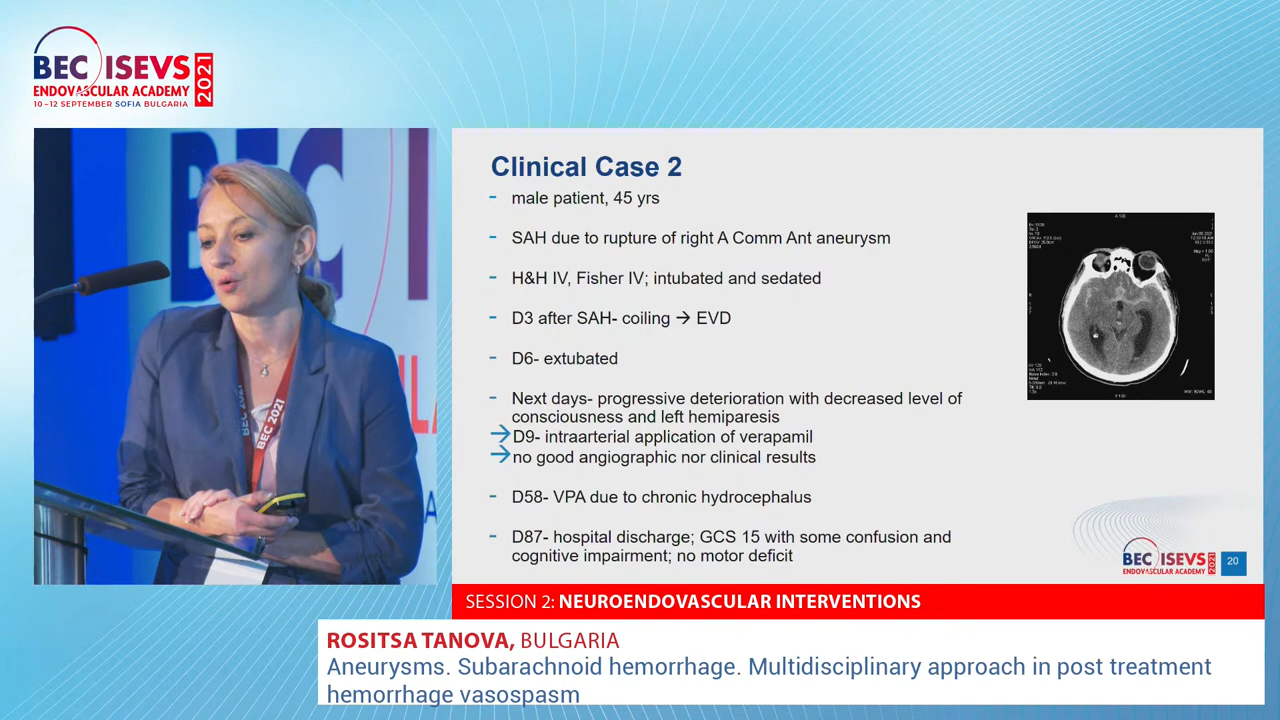 BEC ISEVS
ENDOVASCULAR ACADEMY
10-12 SEPTEMBER SOFIA BULGARIA
2021
BEC
BEC 2021
Clinical Case 2
- male patient, 45 yrs
- SAH due to rupture of right A Comm Ant aneurysm
- H&H IV, Fisher IV; intubated and sedated
- D3 after SAH- coiling → EVD
- D6- extubated
- Next days- progressive deterioration with decreased level of
consciousness and left hemiparesis
→ D9- intraarterial application of verapamil
→ no good angiographic nor clinical results
- D58- VPA due to chronic hydrocephalus
- D87- hospital discharge; GCS 15 with some confusion and
cognitive impairment; no motor deficit
BEC ISEVS
ENDOVASCULAR ACADEMY
2021
20
SESSION 2: NEUROENDOVASCULAR INTERVENTIONS
ROSITSA TANOVA, BULGARIA
Aneurysms. Subarachnoid hemorrhage. Multidisciplinary approach in post treatment
hemorrhage vasospasm